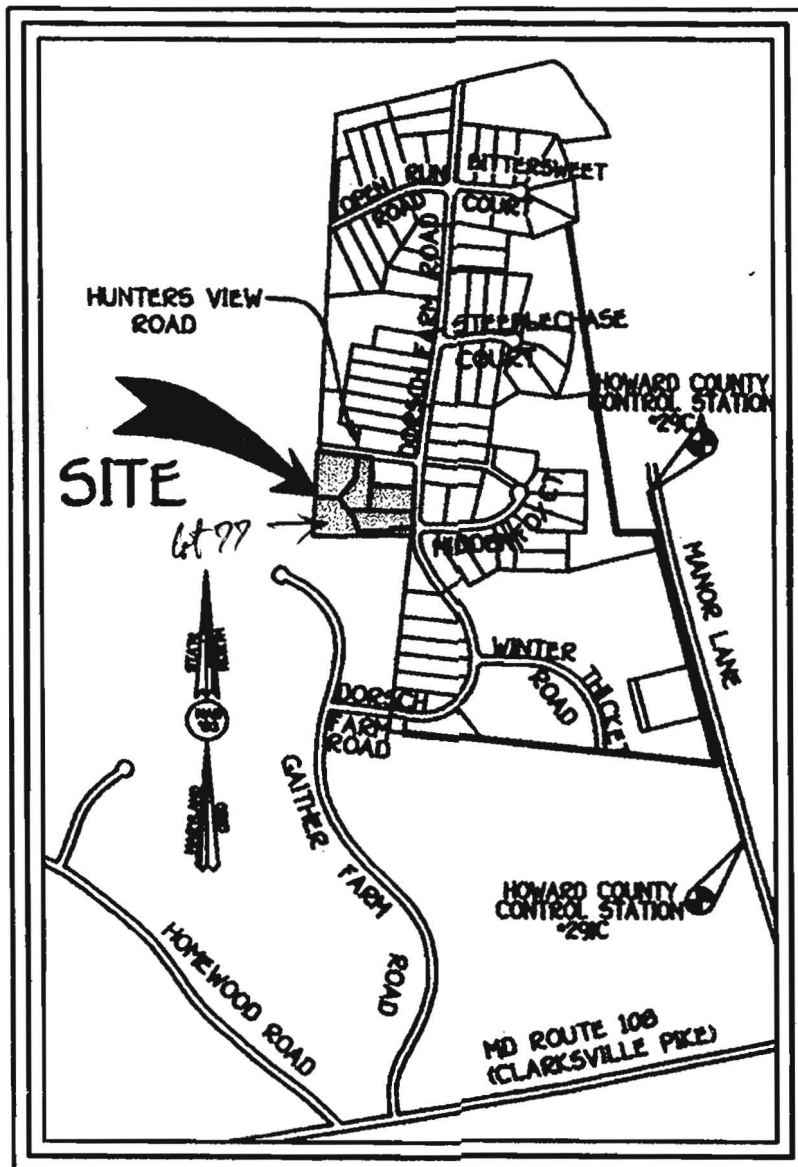 BITTERSWEET
COURT
OPEN RUN
ROAD
DORSCH FARM ROAD
HUNTERS VIEW
ROAD
STEEPLECHASE
COURT
HOWARD COUNTY
CONTROL STATION
SITE
lot 77
MANOR LANE
WINTER THICKET
ROAD
DORSCH
FARM
ROAD
GAITHER FARM
ROAD
HOWARD COUNTY
CONTROL STATION
HOMEWOOD ROAD
MD ROUTE 108
(CLARKSVILLE PIKE)